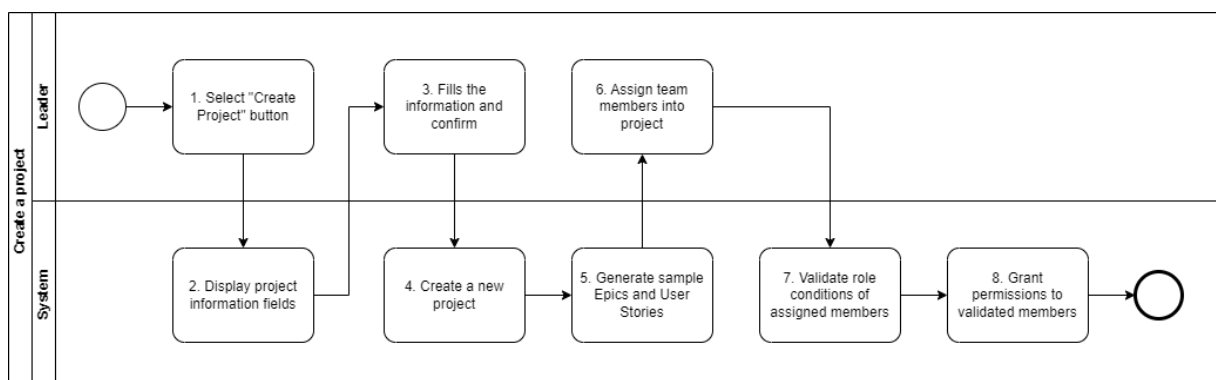 Create a project
Leader
System
1. Select "Create
Project" button
3. Fills the
information and
confirm
6. Assign team
members into
project
2. Display project
information fields
4. Create a new
project
5. Generate sample
Epics and User
Stories
7. Validate role
conditions of
assigned members
8. Grant
permissions to
validated members